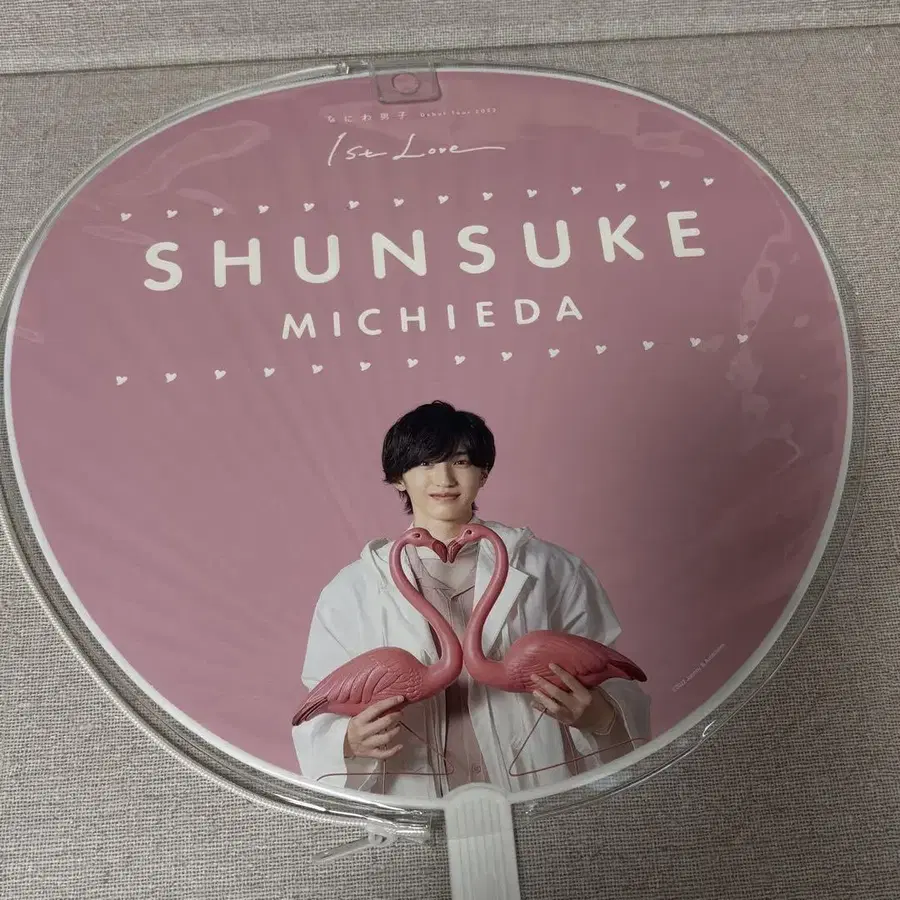 なにわ男子 Debut Tour 2022
1st Love
SHUNSUKE
MICHIEDA